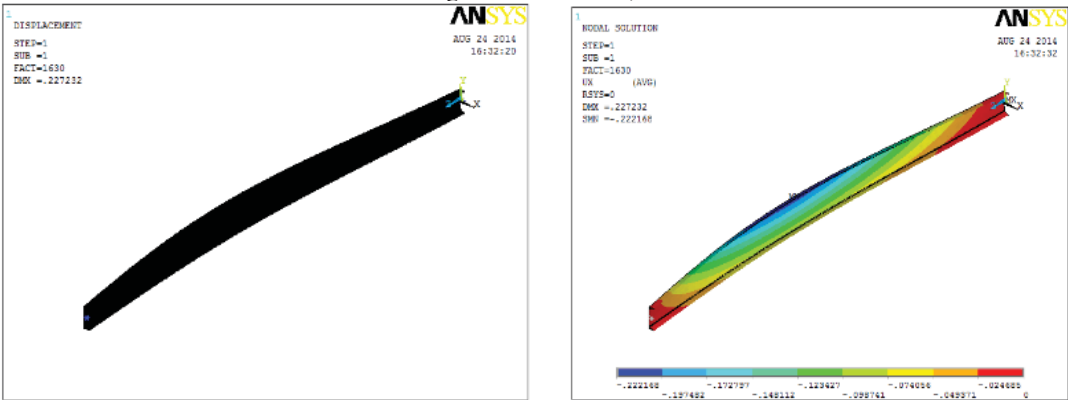 1
DISPLACEMENT
STEP=1
SUB =1
FACT=1630
DMX =.227232
ANSYS
AUG 24 2014
16:32:20
Y
Z
X
1
NODAL SOLUTION
STEP=1
SUB =1
FACT=1630
UX (AVG)
RSYS=0
DMX =.227232
SMN =-.222168
ANSYS
AUG 24 2014
16:32:32
Y
MX
X
-.222168
-.197482
-.172797
-.148112
-.123427
-.098741
-.074056
-.049371
-.024685
0